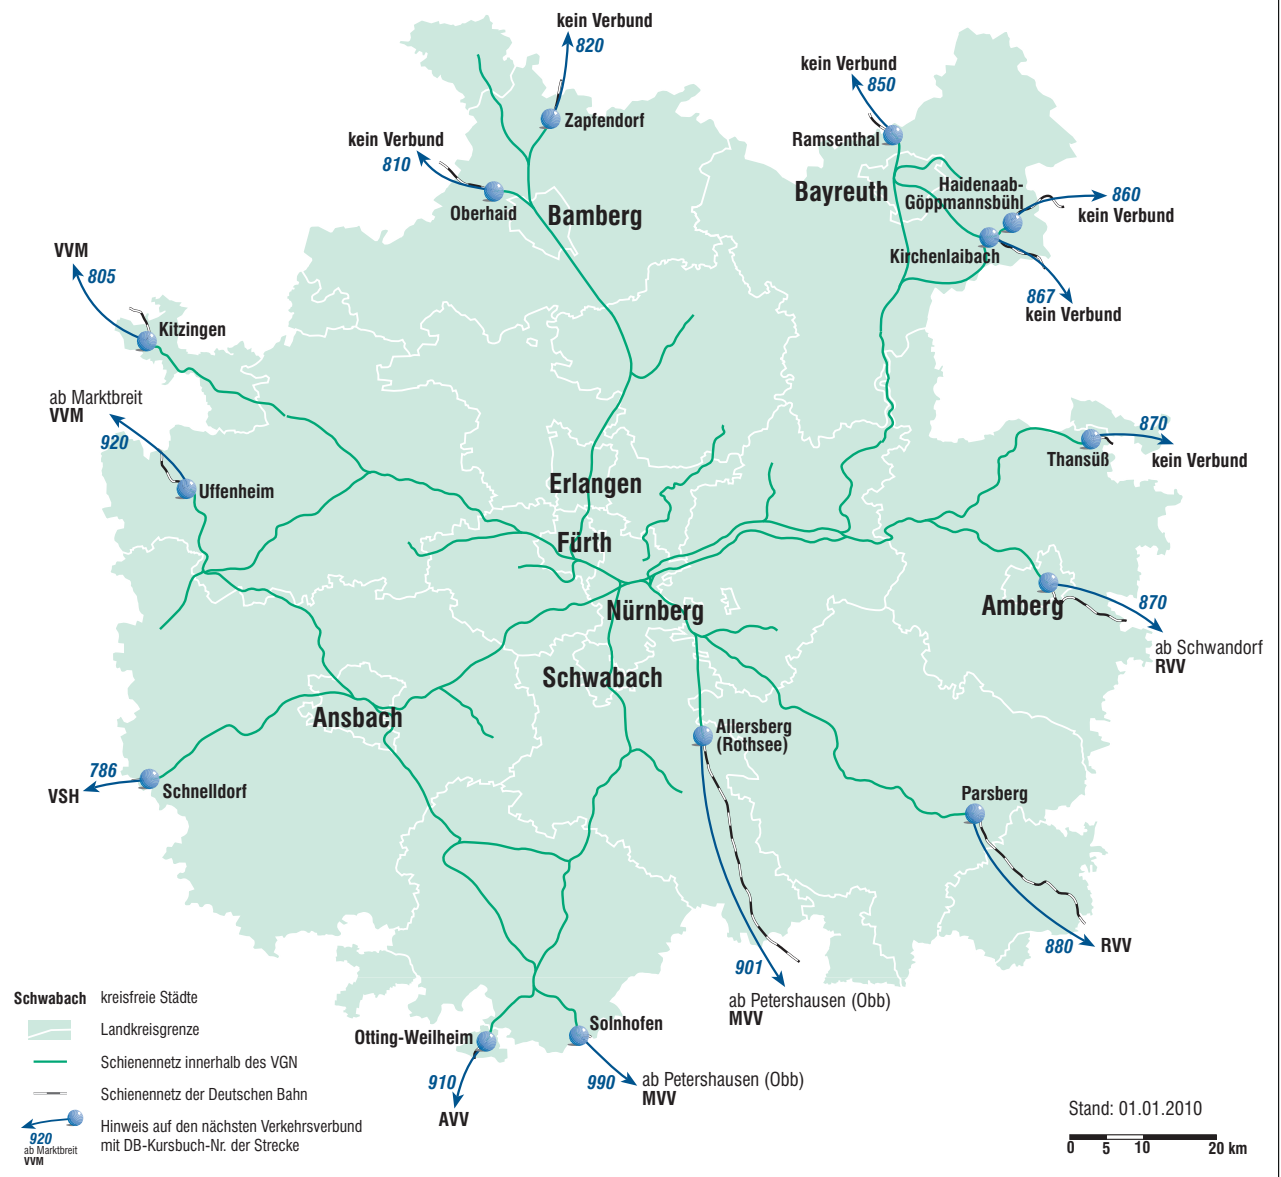 kein Verbund
820
Zapfendorf
kein Verbund
850
Ramsenthal
kein Verbund
810
Oberhaid
Bamberg
Bayreuth
Haidenaab-
Göppmannsbühl
860
kein Verbund
Kirchenlaibach
867
kein Verbund
VVM
805
Kitzingen
ab Marktbreit
VVM
920
Uffenheim
870
Thansüß
kein Verbund
Erlangen
Fürth
Nürnberg
Amberg
870
ab Schwandorf
RVV
Schwabach
Ansbach
Allersberg
(Rothsee)
786
VSH
Schnelldorf
Parsberg
880
RVV
901
ab Petershausen (Obb)
MVV
Solnhofen
Otting-Weilheim
910
AVV
990
ab Petershausen (Obb)
MVV
Schwabach
kreisfreie Städte
Landkreisgrenze
Schienennetz innerhalb des VGN
Schienennetz der Deutschen Bahn
920
ab Marktbreit
VVM
Hinweis auf den nächsten Verkehrsverbund
mit DB-Kursbuch-Nr. der Strecke
Stand: 01.01.2010
0 5 10 20 km